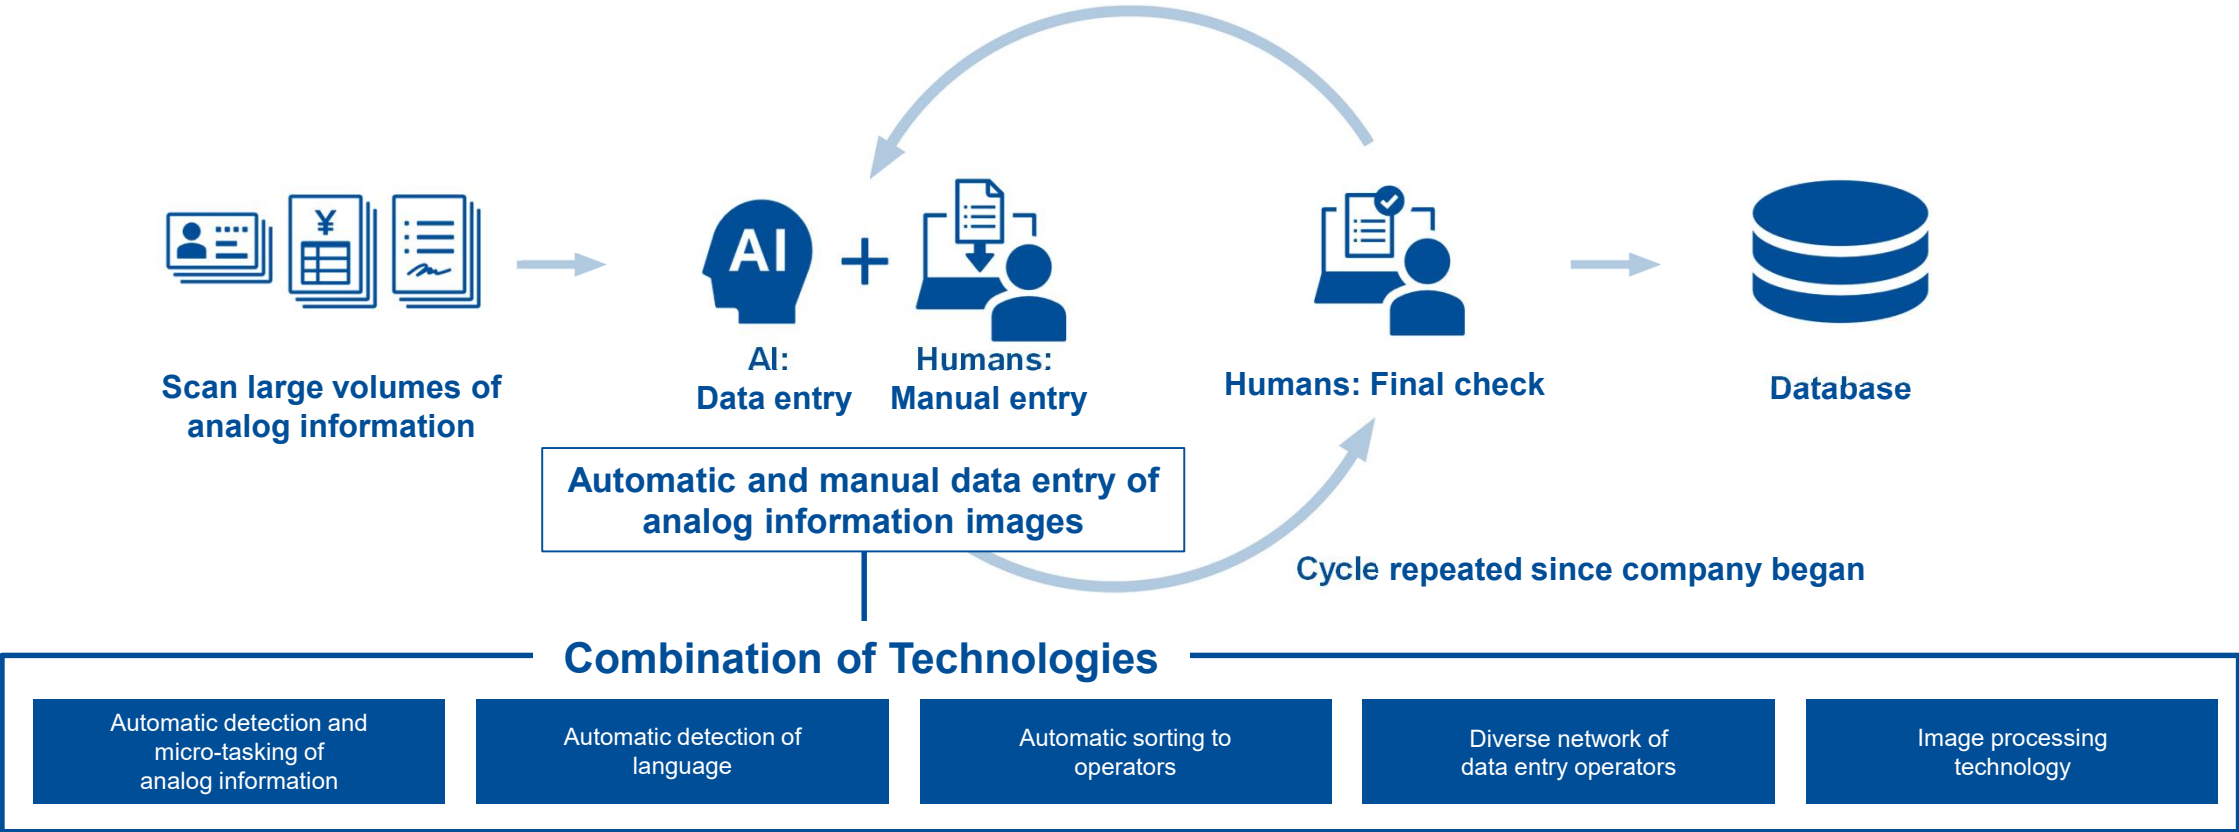 ¥
AI
AI:
Data entry
Humans:
Manual entry
Scan large volumes of
analog information
Humans: Final check
Database
Automatic and manual data entry of
analog information images
Cycle repeated since company began
Combination of Technologies
Automatic detection and
micro-tasking of
analog information
Automatic detection of
language
Automatic sorting to
operators
Diverse network of
data entry operators
Image processing
technology